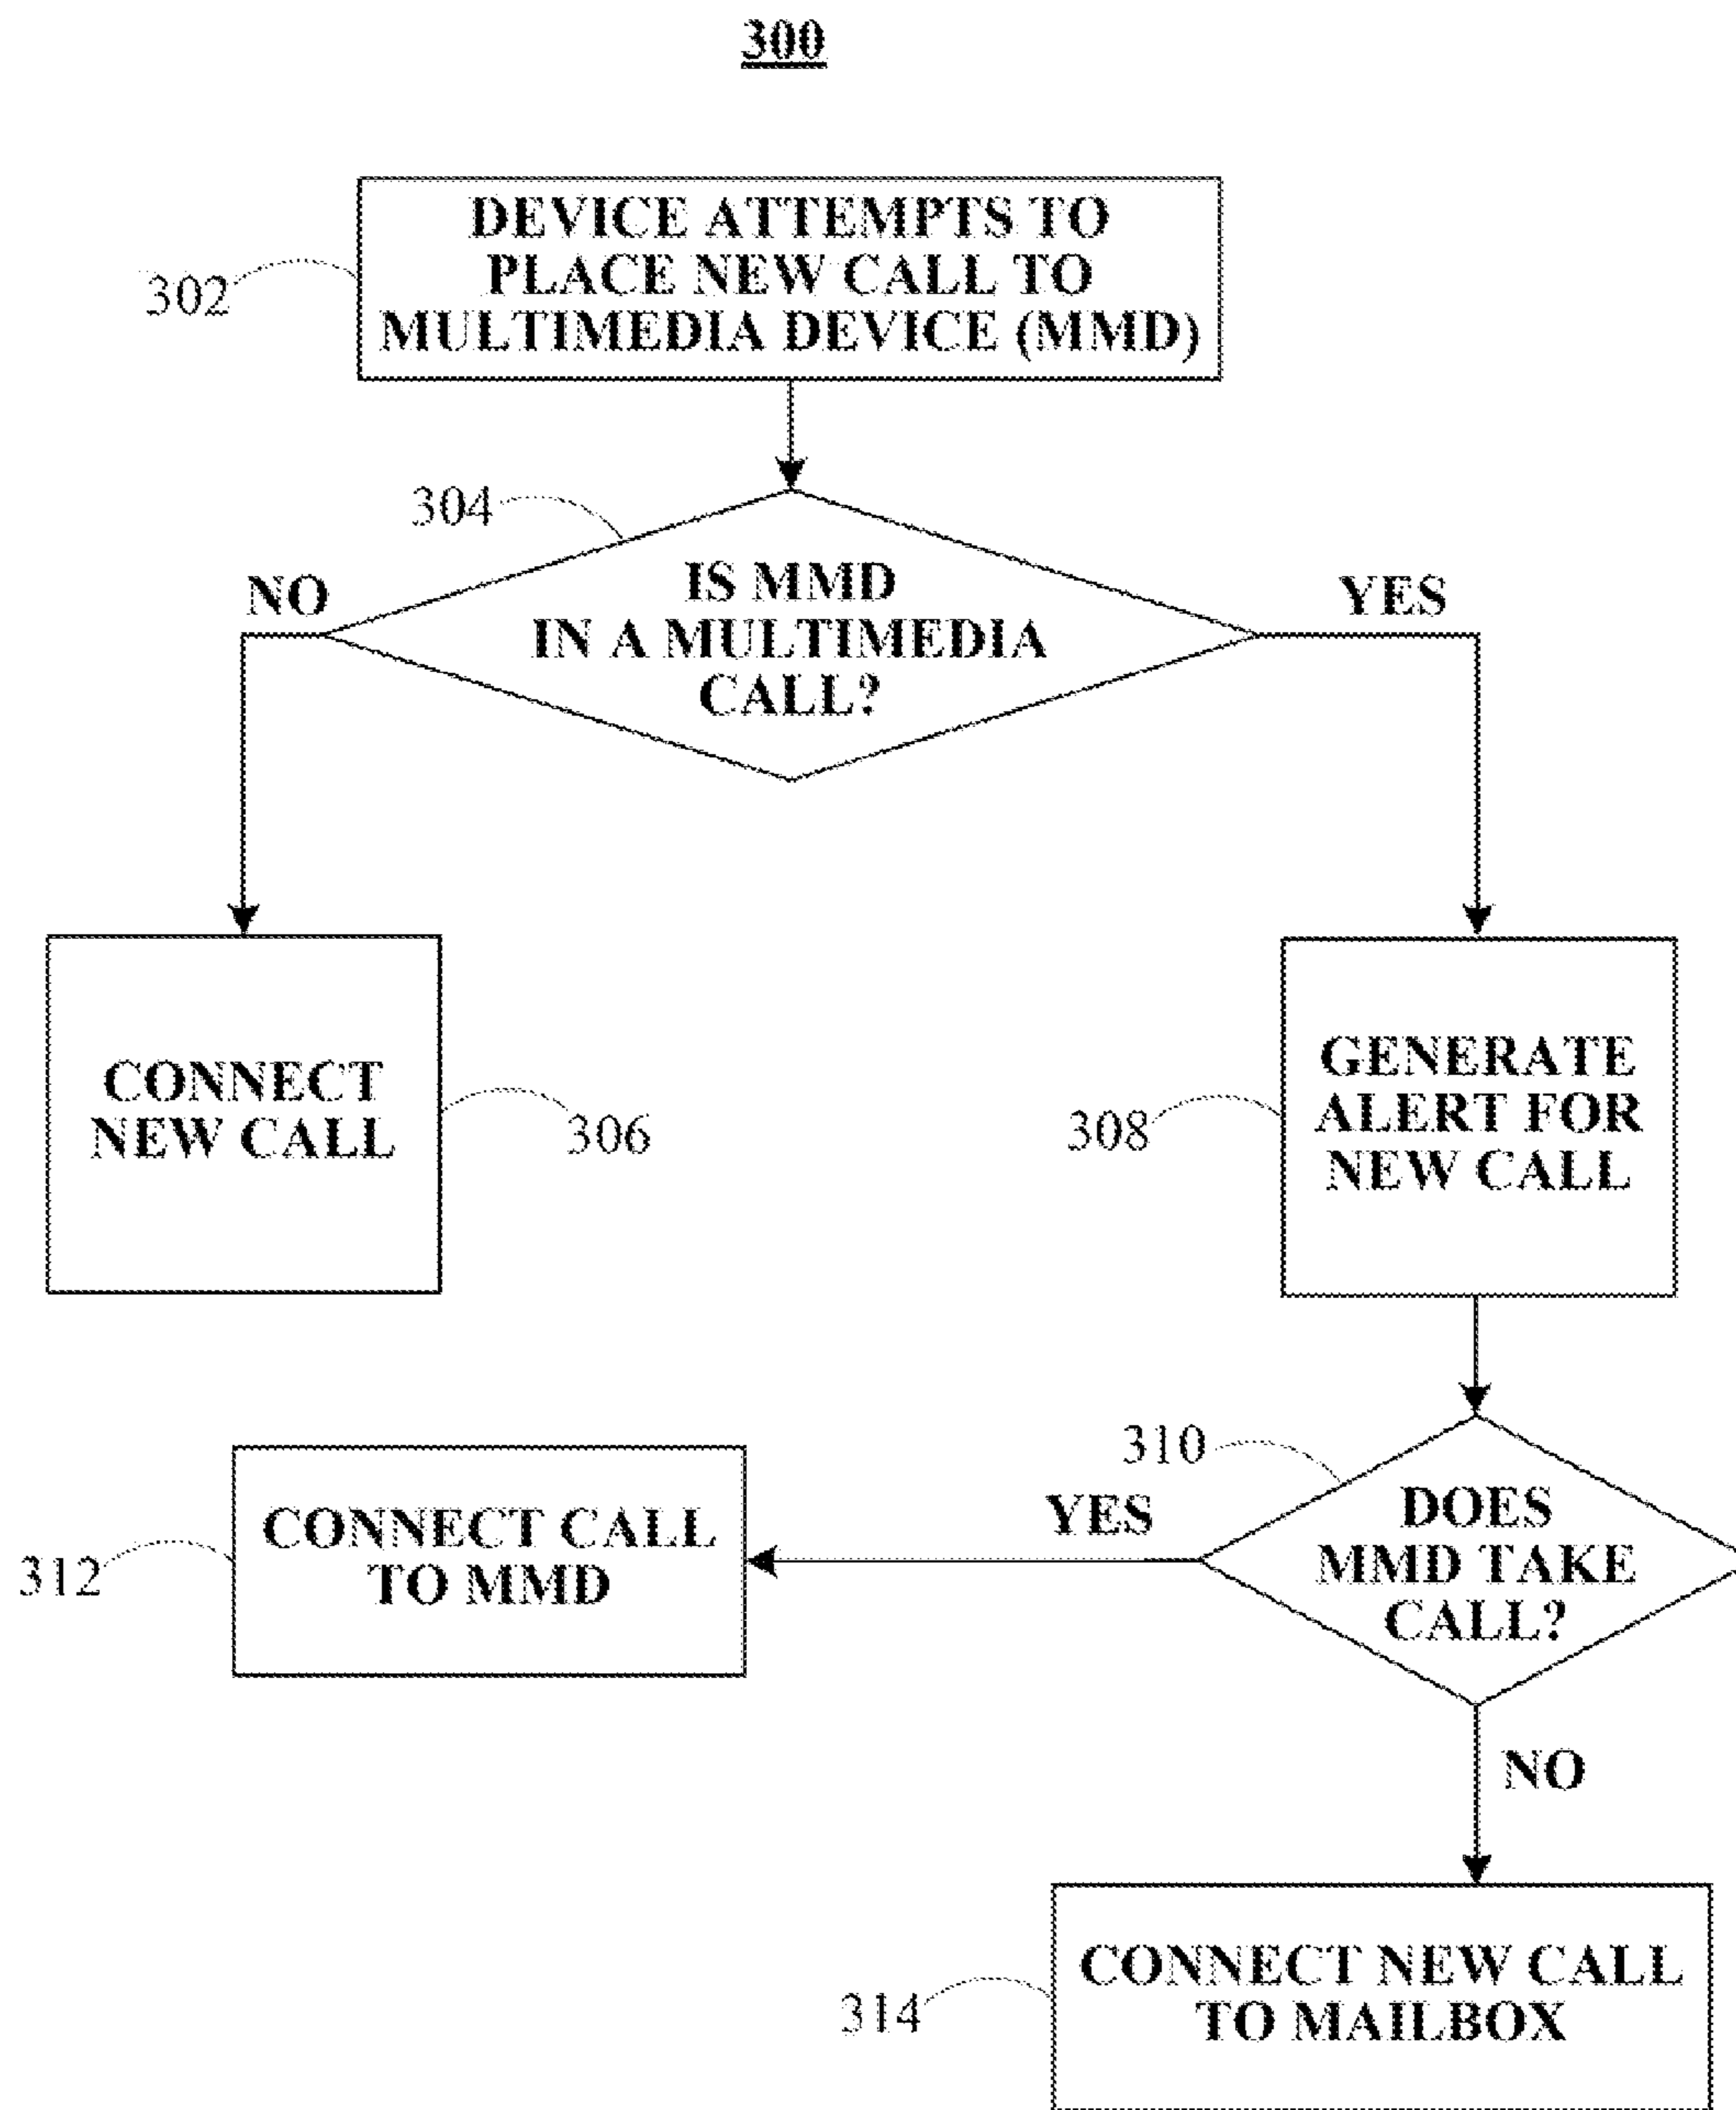 300
DEVICE ATTEMPTS TO
PLACE NEW CALL TO
MULTIMEDIA DEVICE (MMD)
302
304
IS MMD
IN A MULTIMEDIA
CALL?
NO
YES
CONNECT
NEW CALL
306
GENERATE
ALERT FOR
NEW CALL
308
310
DOES
MMD TAKE
CALL?
YES
CONNECT CALL
TO MMD
312
NO
CONNECT NEW CALL
TO MAILBOX
314